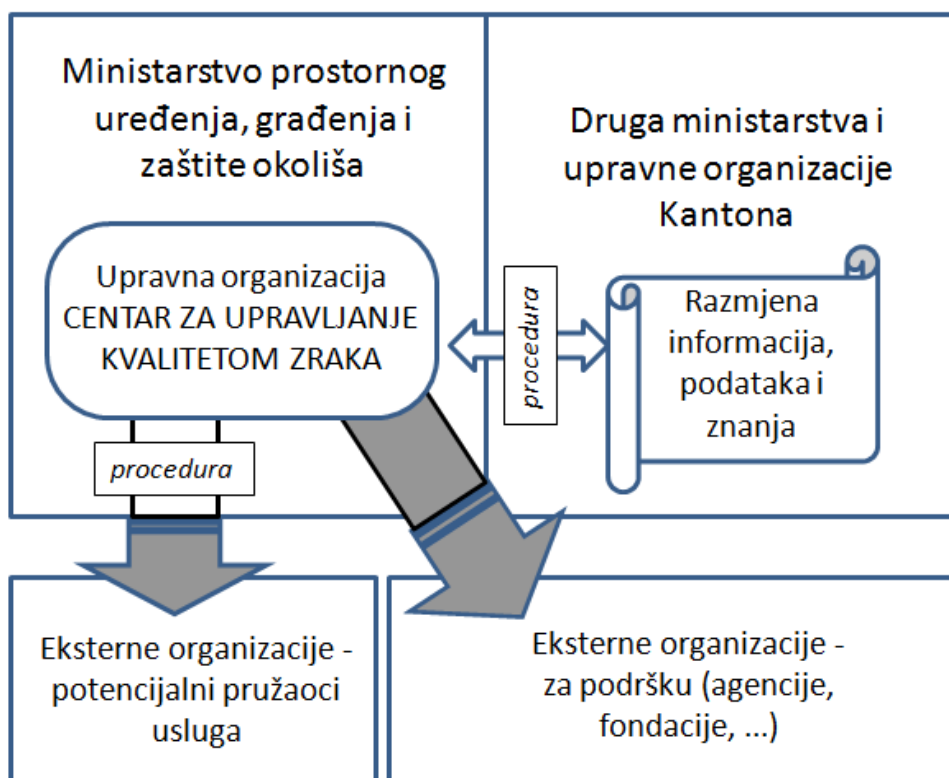 Ministarstvo prostornog
uređenja, građenja i
zaštite okoliša
Upravna organizacija
CENTAR ZA UPRAVLJANJE
KVALITETOM ZRAKA
procedura
Druga ministarstva i
upravne organizacije
Kantona
procedura
Razmjena
informacija,
podataka i
znanja
Eksterne organizacije -
potencijalni pružaoci
usluga
Eksterne organizacije -
za podršku (agencije,
fondacije, ...)